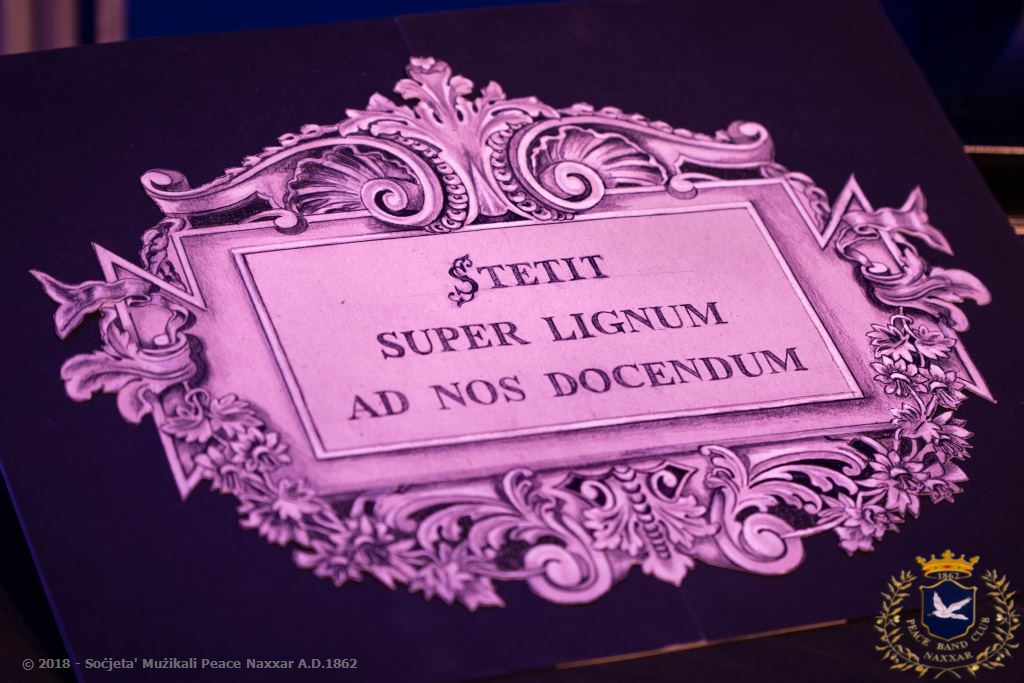 STETIT
SUPER LIGNUM
AD NOS DOCENDUM
1862
PEACE BAND CLUB
NAXXAR
© 2018 - Soċjeta' Mużikali Peace Naxxar A.D.1862